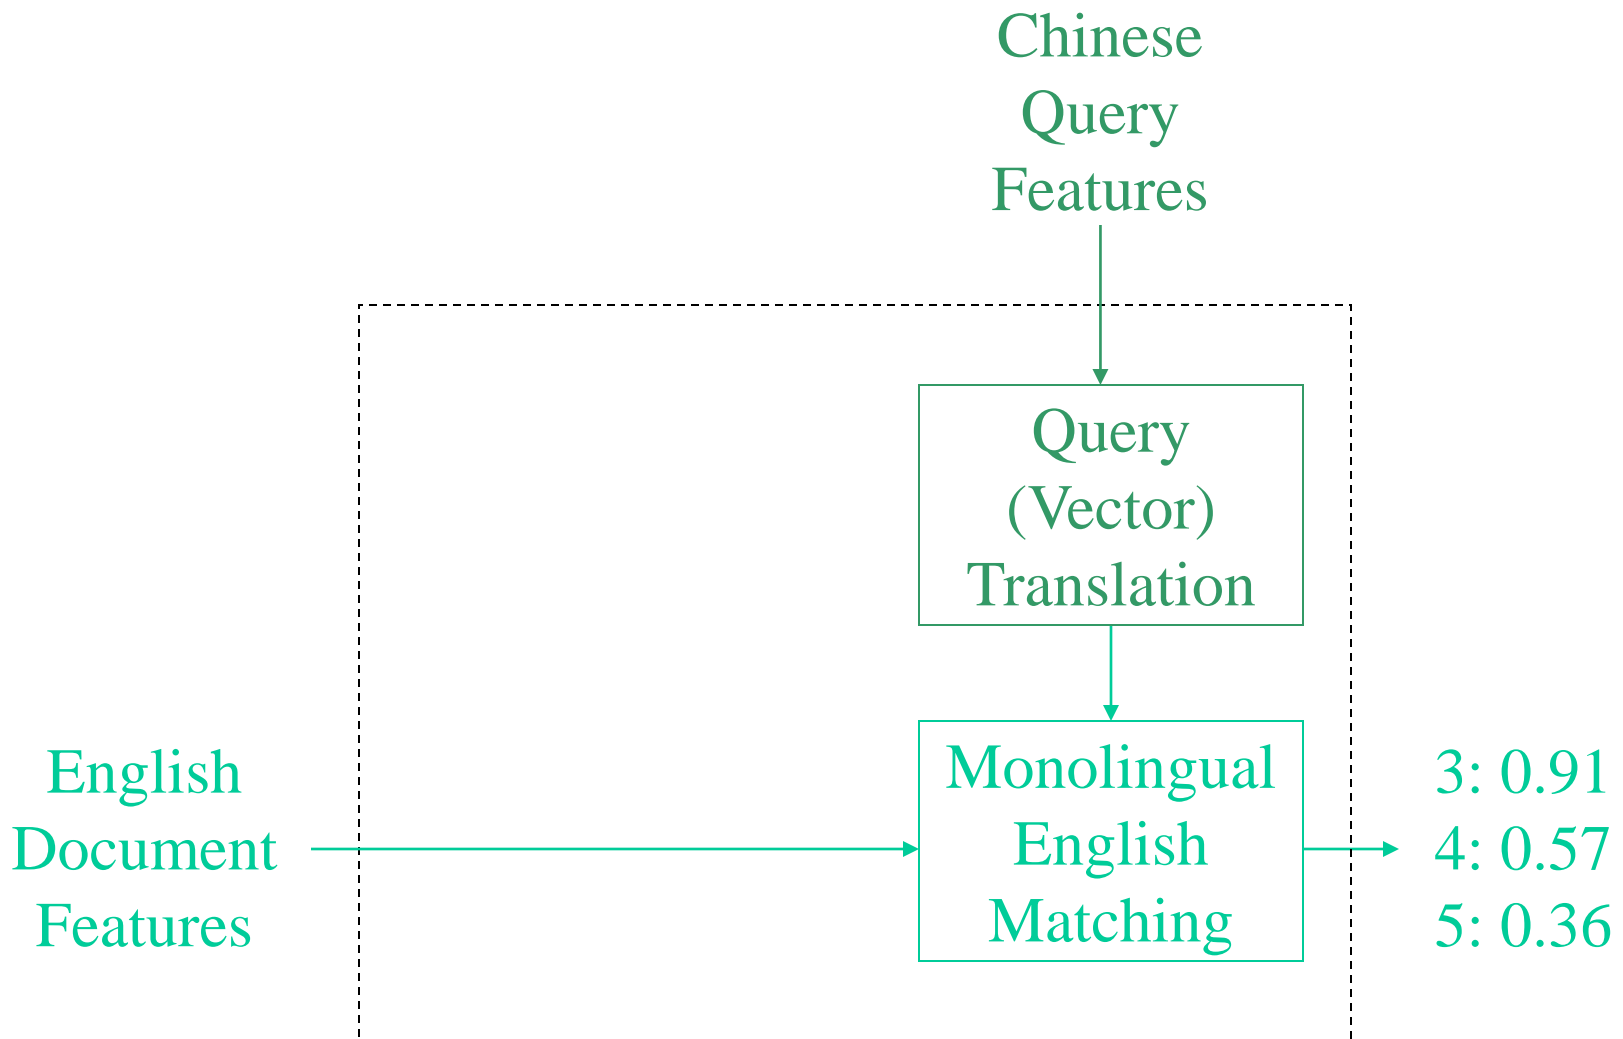 Chinese
Query
Features
Query
(Vector)
Translation
English
Document
Features
Monolingual
English
Matching
3: 0.91
4: 0.57
5: 0.36